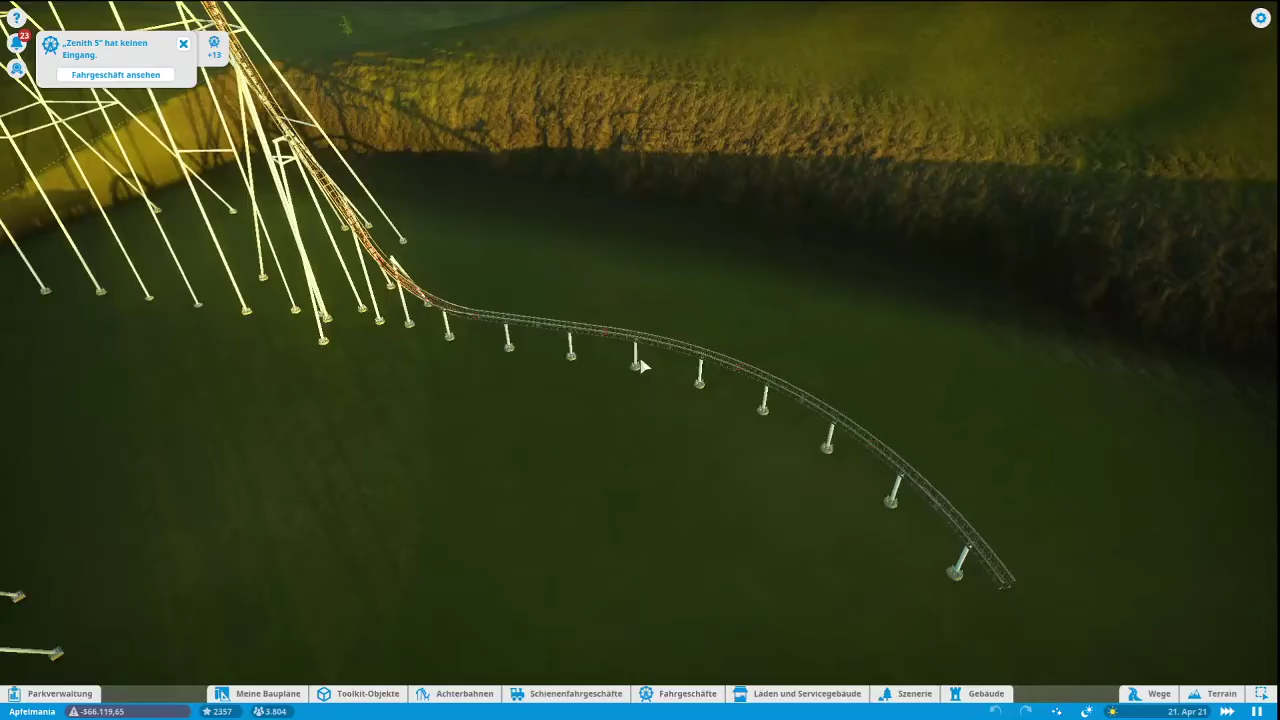 ?
23
„Zenith 5“ hat keinen
Eingang.
+13
Fahrgeschäft ansehen
Parkverwaltung
Meine Baupläne
Toolkit-Objekte
Achterbahnen
Schienenfahrgeschäfte
Fahrgeschäfte
Läden und Servicegebäude
Szenerie
Gebäude
Wege
Terrain
Apfelmania
-$66.119,65
2357
3.804
21. Apr 21